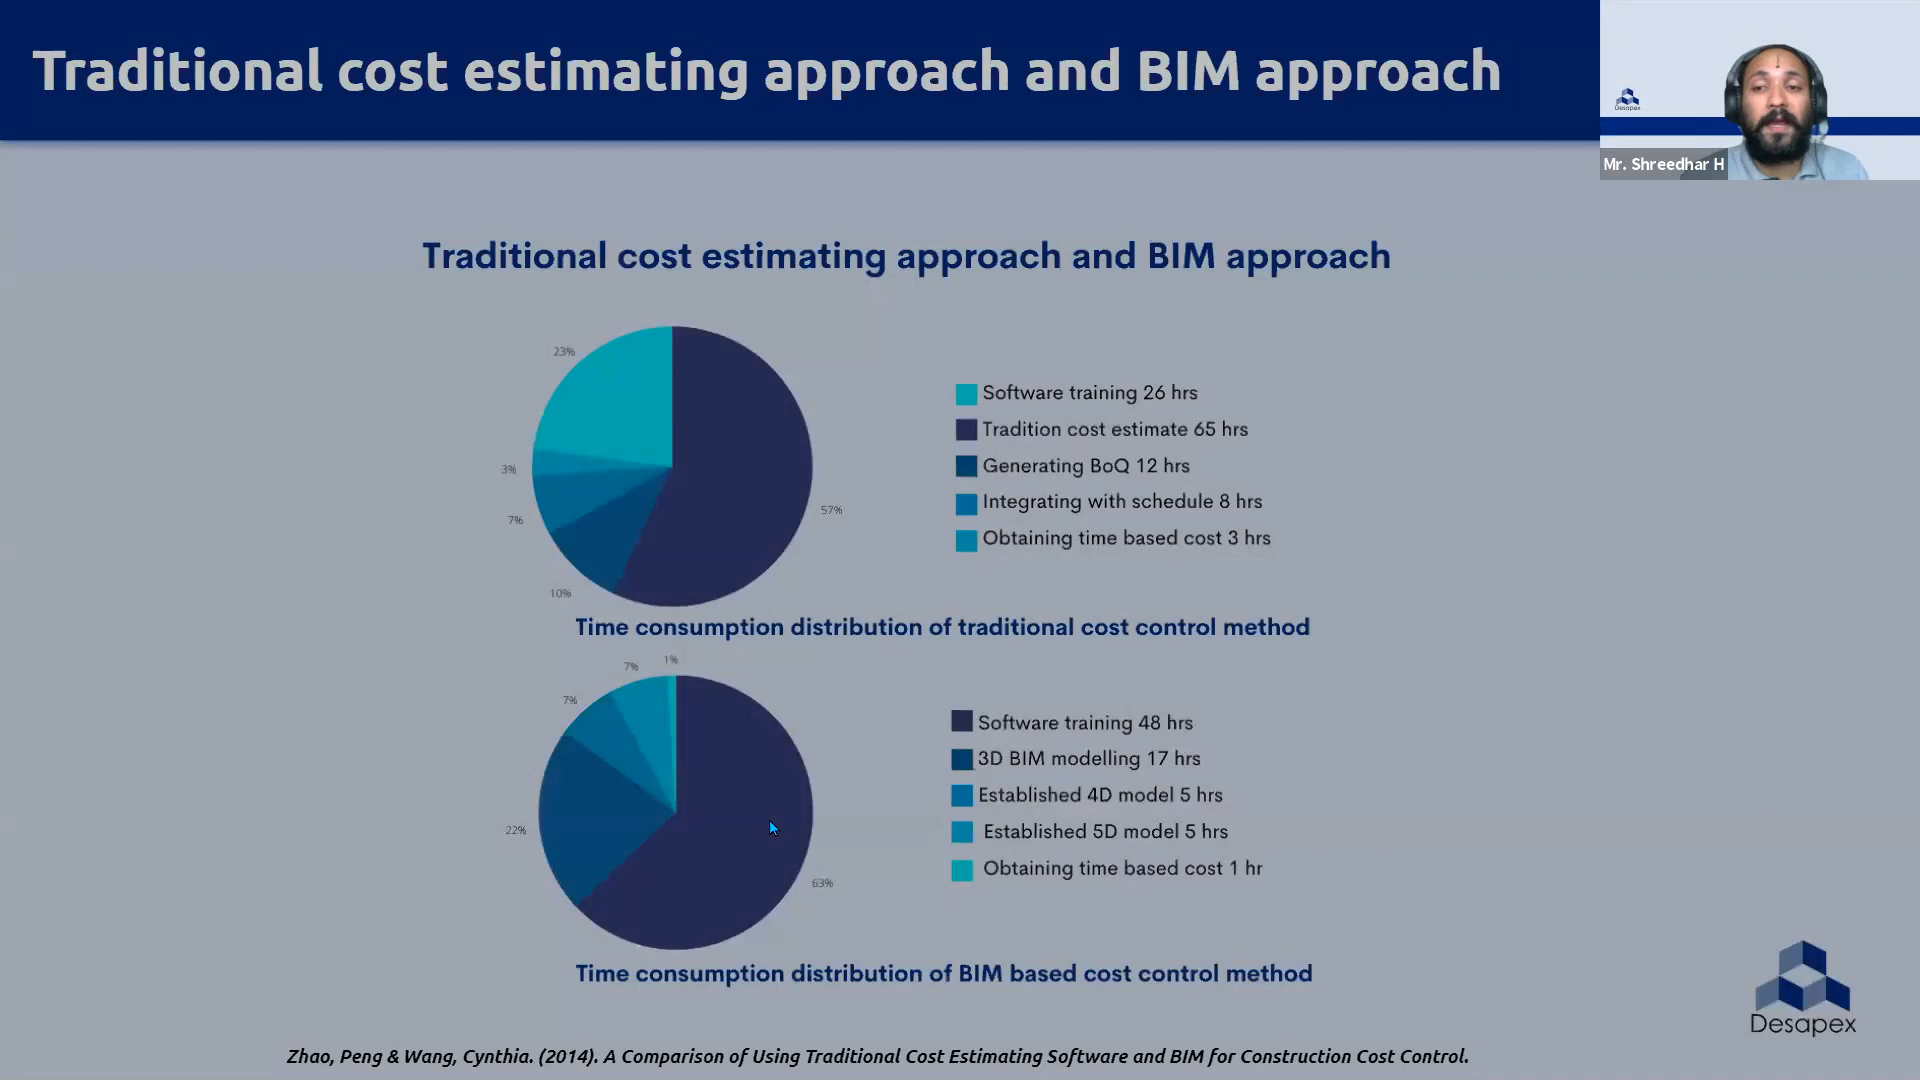 Traditional cost estimating approach and BIM approach
Desapex
Mr. Shreedhar H
Traditional cost estimating approach and BIM approach
23%
3%
7%
10%
57%
Software training 26 hrs
Tradition cost estimate 65 hrs
Generating BoQ 12 hrs
Integrating with schedule 8 hrs
Obtaining time based cost 3 hrs
Time consumption distribution of traditional cost control method
7%
1%
7%
22%
63%
Software training 48 hrs
3D BIM modelling 17 hrs
Established 4D model 5 hrs
Established 5D model 5 hrs
Obtaining time based cost 1 hr
Time consumption distribution of BIM based cost control method
Desapex
Zhao, Peng & Wang, Cynthia. (2014). A Comparison of Using Traditional Cost Estimating Software and BIM for Construction Cost Control.